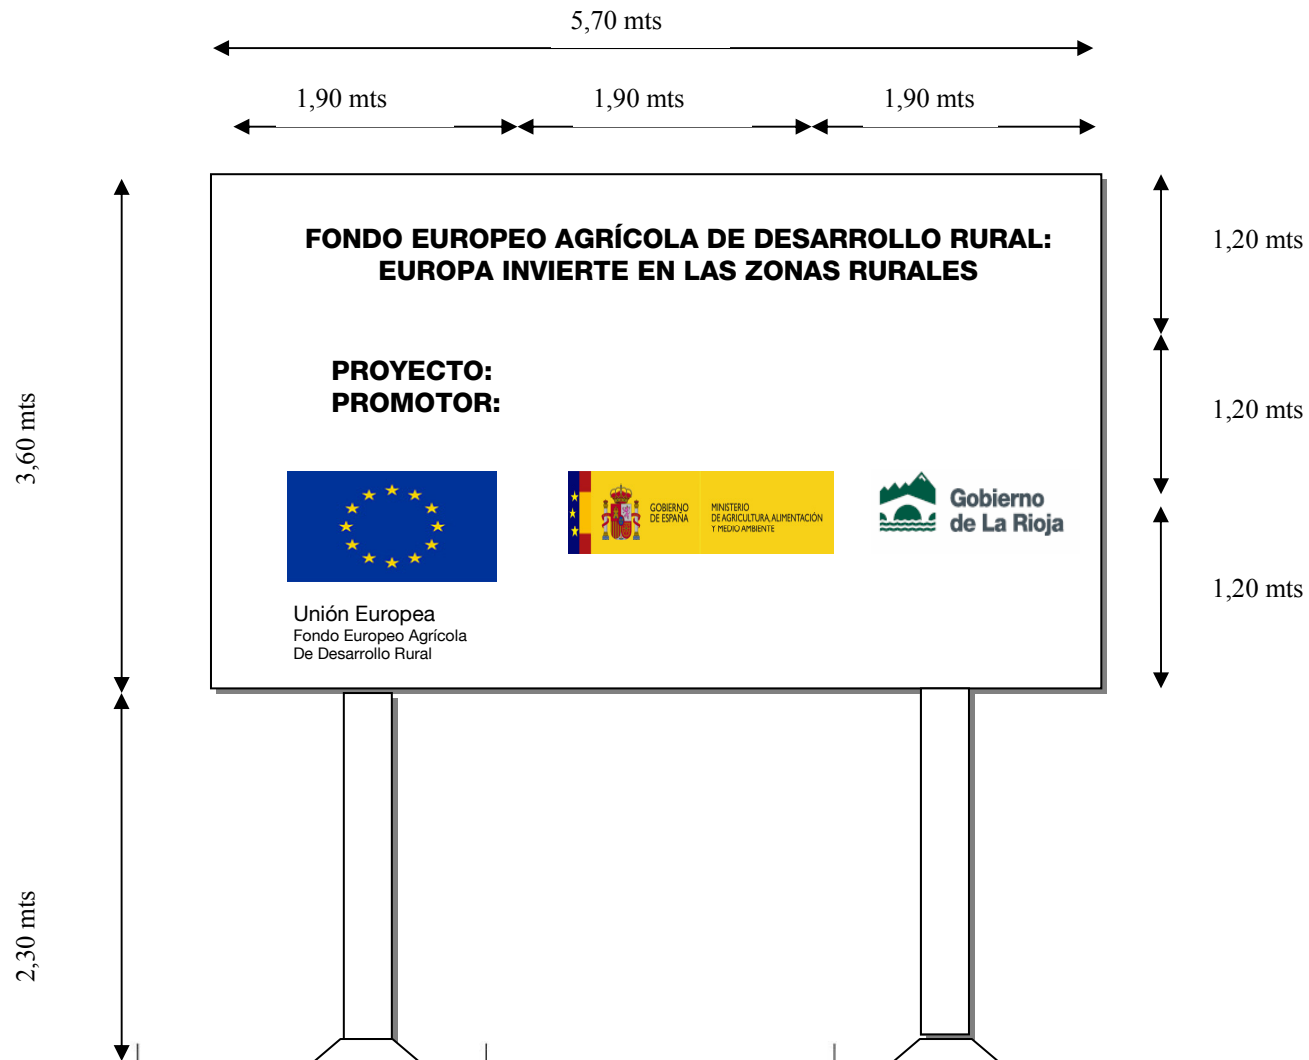 5,70 mts
1,90 mts 1,90 mts 1,90 mts
FONDO EUROPEO AGRÍCOLA DE DESARROLLO RURAL:
EUROPA INVIERTE EN LAS ZONAS RURALES
1,20 mts
PROYECTO:
PROMOTOR:
1,20 mts
3,60 mts
GOBIERNO
DE ESPAÑA
MINISTERIO
DE AGRICULTURA, ALIMENTACIÓN
Y MEDIO AMBIENTE
Gobierno
de La Rioja
1,20 mts
Unión Europea
Fondo Europeo Agrícola
De Desarrollo Rural
2,30 mts